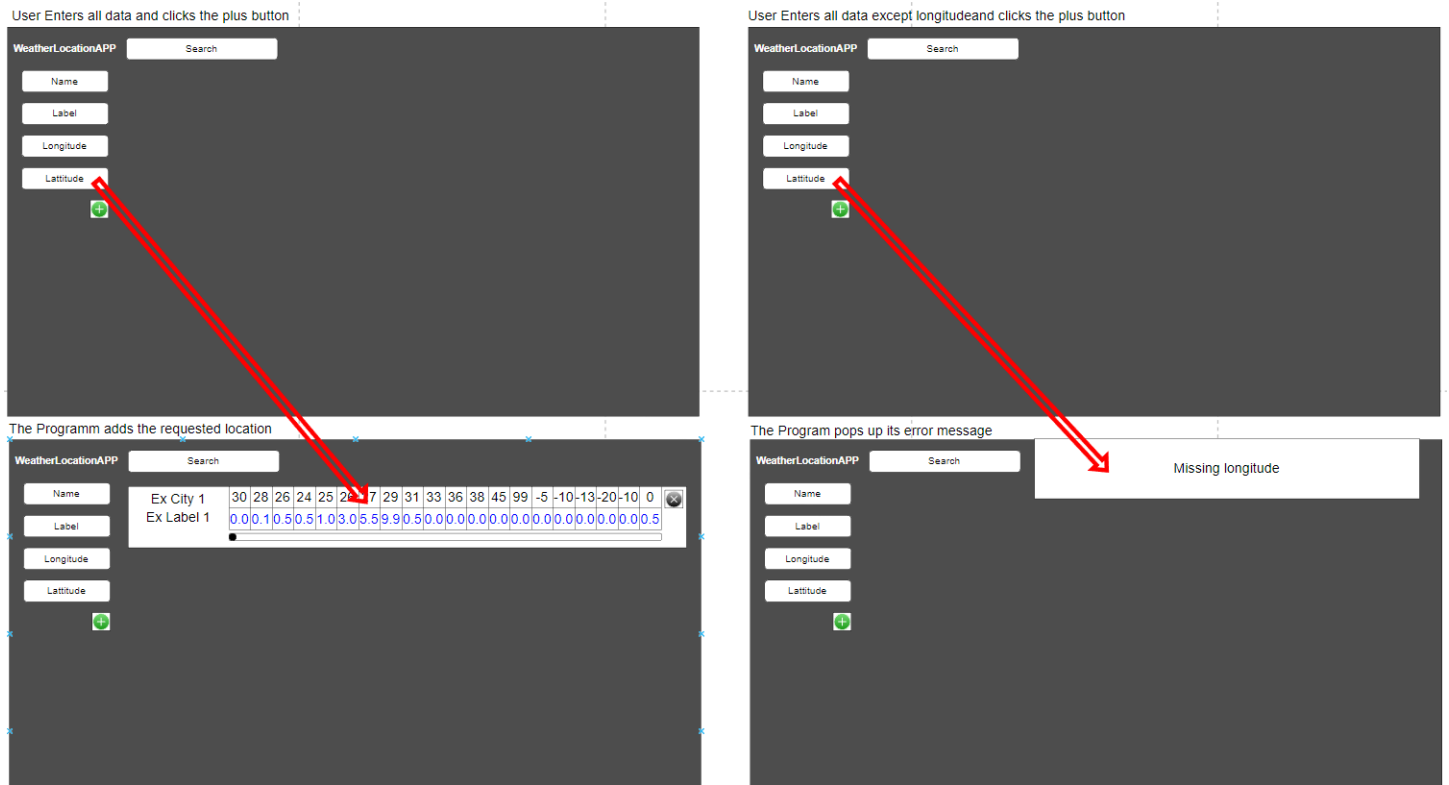 User Enters all data and clicks the plus button
WeatherLocationAPP Search
Name
Label
Longitude
Lattitude
User Enters all data except longitudeand clicks the plus button
WeatherLocationAPP Search
Name
Label
Longitude
Lattitude
The Programm adds the requested location
WeatherLocationAPP Search
Name
Label
Longitude
Lattitude
Ex City 1 30 28 26 24 25 26 29 31 33 36 38 45 99 -5 -10 -13 -20 -10 0
Ex Label 1 0.0 0.1 0.5 0.5 1.0 3.0 5.5 9.9 0.5 0.0 0.0 0.0 0.0 0.0 0.0 0.0 0.0 0.0 0.0 0.5
The Program pops up its error message
WeatherLocationAPP Search
Missing longitude
Name
Label
Longitude
Lattitude